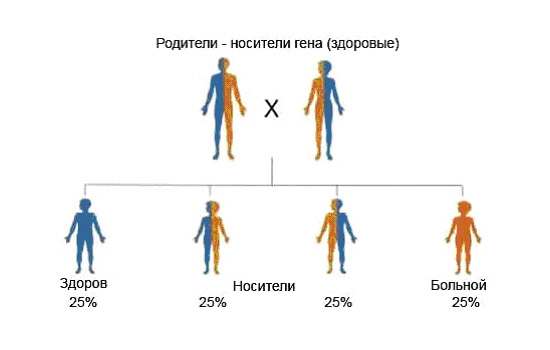 Родители - носители гена (здоровые)
X
Здоров Носители Больной
25% 25% 25% 25%